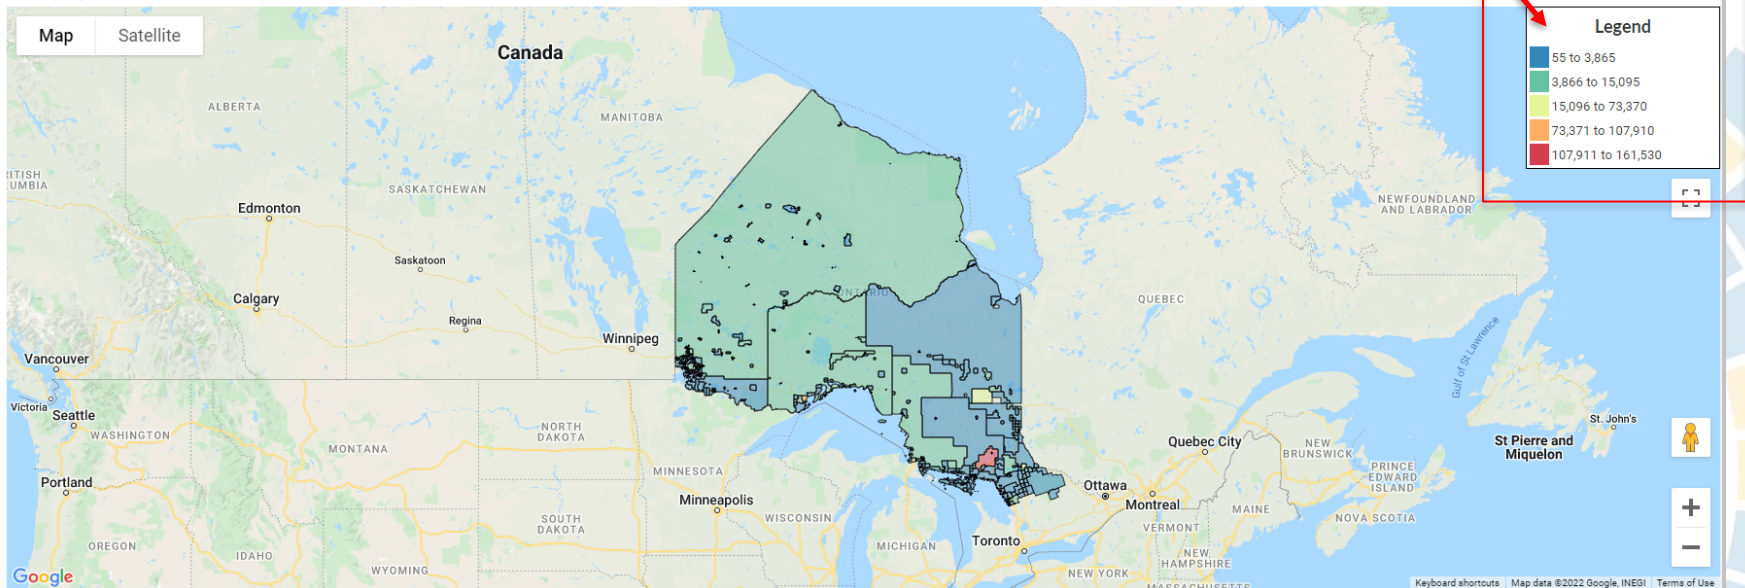 Map
Satellite
Canada
Legend
55 to 3,865
3,866 to 15,095
15,096 to 73,370
73,371 to 107,910
107,911 to 161,530
ALBERTA
MANITOBA
RITISH
UMBIA
SASKATCHEWAN
Edmonton
NEWFOUNDLAND
AND LABRADOR
Saskatoon
Calgary
ONTARIO
QUEBEC
Regina
Winnipeg
Gulf of St Lawrence
Vancouver
Victoria
Seattle
WASHINGTON
NORTH
DAKOTA
MONTANA
St. John's
Quebec City
NEW
BRUNSWICK
St Pierre and
Miquelon
MINNESOTA
PRINCE
EDWARD
ISLAND
Portland
Minneapolis
Ottawa
Montreal
WISCONSIN
MAINE
NOVA SCOTIA
SOUTH
DAKOTA
VERMONT
OREGON
IDAHO
MICHIGAN
Toronto
NEW
HAMPSHIRE
WYOMING
NEW YORK
MASSACHUSETTS
Google
Keyboard shortcuts
Map data ©2022 Google, INEGI
Terms of Use